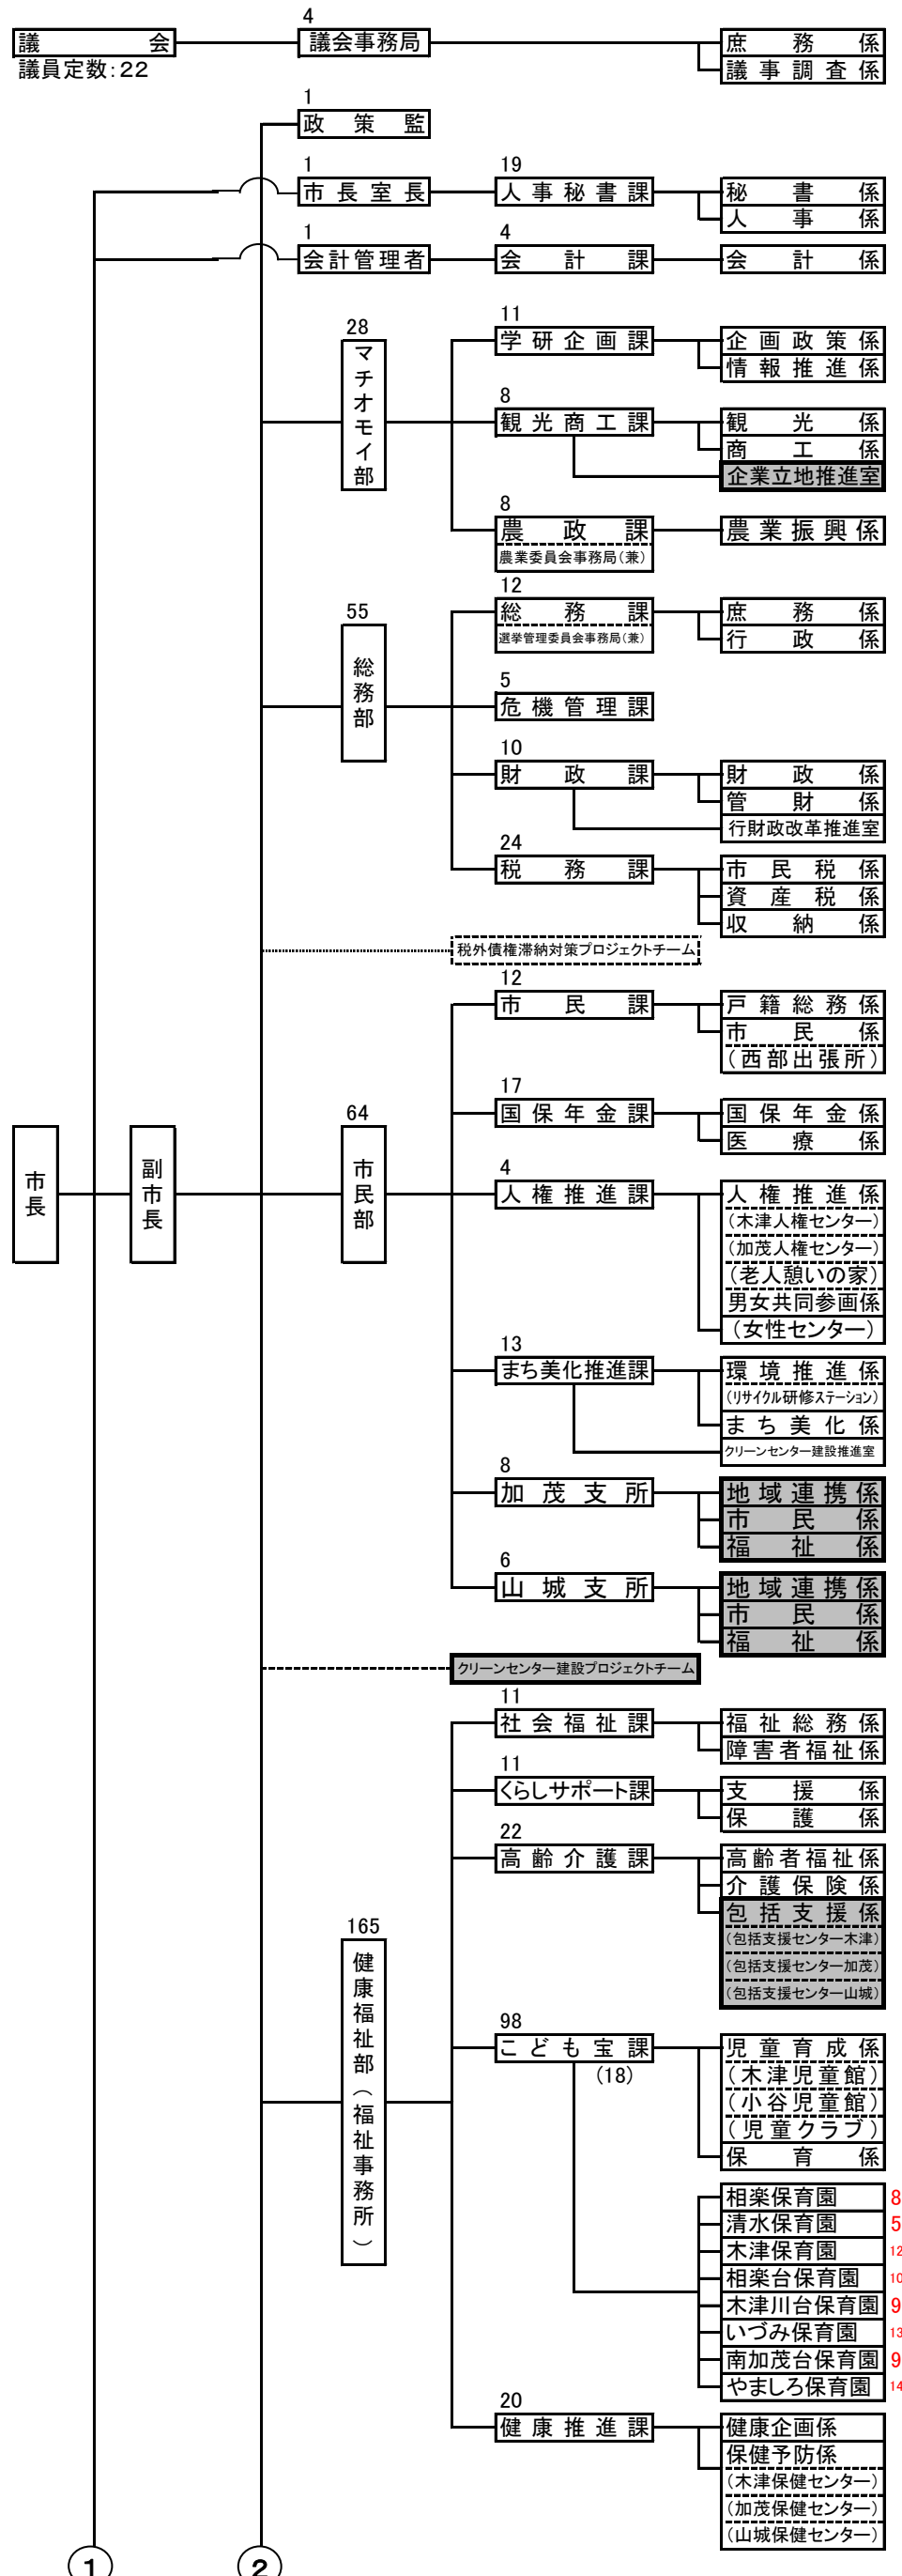 4
議会 議会事務局 庶務係
議員定数:22 議事調査係
1
政策監
1 19
市長室長 人事秘書課 秘書係
人事係
1 4
会計管理者 会計課 会計係
11
28 学研企画課 企画政策係
マチオモイ部 情報推進係
8
観光商工課 観光係
商工係
企業立地推進室
8
農政課 農業振興係
農業委員会事務局(兼)
12
55 総務課 庶務係
選挙管理委員会事務局(兼) 行政係
総務部
5
危機管理課
10
財政課 財政係
管財係
行財政改革推進室
24
税務課 市民税係
資産税係
収納係
税外債権滞納対策プロジェクトチーム
12
市民課 戸籍総務係
市民係
(西部出張所)
17
64 国保年金課 国保年金係
医療係
4
市長 副市長 市民部 人権推進課 人権推進係
(木津人権センター)
(加茂人権センター)
(老人憩いの家)
男女共同参画係
(女性センター)
13
まち美化推進課 環境推進係
(リサイクル研修ステーション)
まち美化係
クリーンセンター建設推進室
8
加茂支所 地域連携係
市民係
福祉係
6
山城支所 地域連携係
市民係
福祉係
クリーンセンター建設プロジェクトチーム
11
社会福祉課 福祉総務係
障害者福祉係
11
くらしサポート課 支援係
保護係
22
高齢介護課 高齢者福祉係
介護保険係
包括支援係
165 (包括支援センター木津)
健康福祉部(福祉事務所) (包括支援センター加茂)
(包括支援センター山城)
98
こども宝課 児童育成係
(18) (木津児童館)
(小谷児童館)
(児童クラブ)
保育係
相楽保育園 8
清水保育園 5
木津保育園 12
相楽台保育園 10
木津川台保育園 9
いづみ保育園 13
南加茂台保育園 9
やましろ保育園 14
20
健康推進課 健康企画係
保健予防係
(木津保健センター)
(加茂保健センター)
(山城保健センター)
1 2